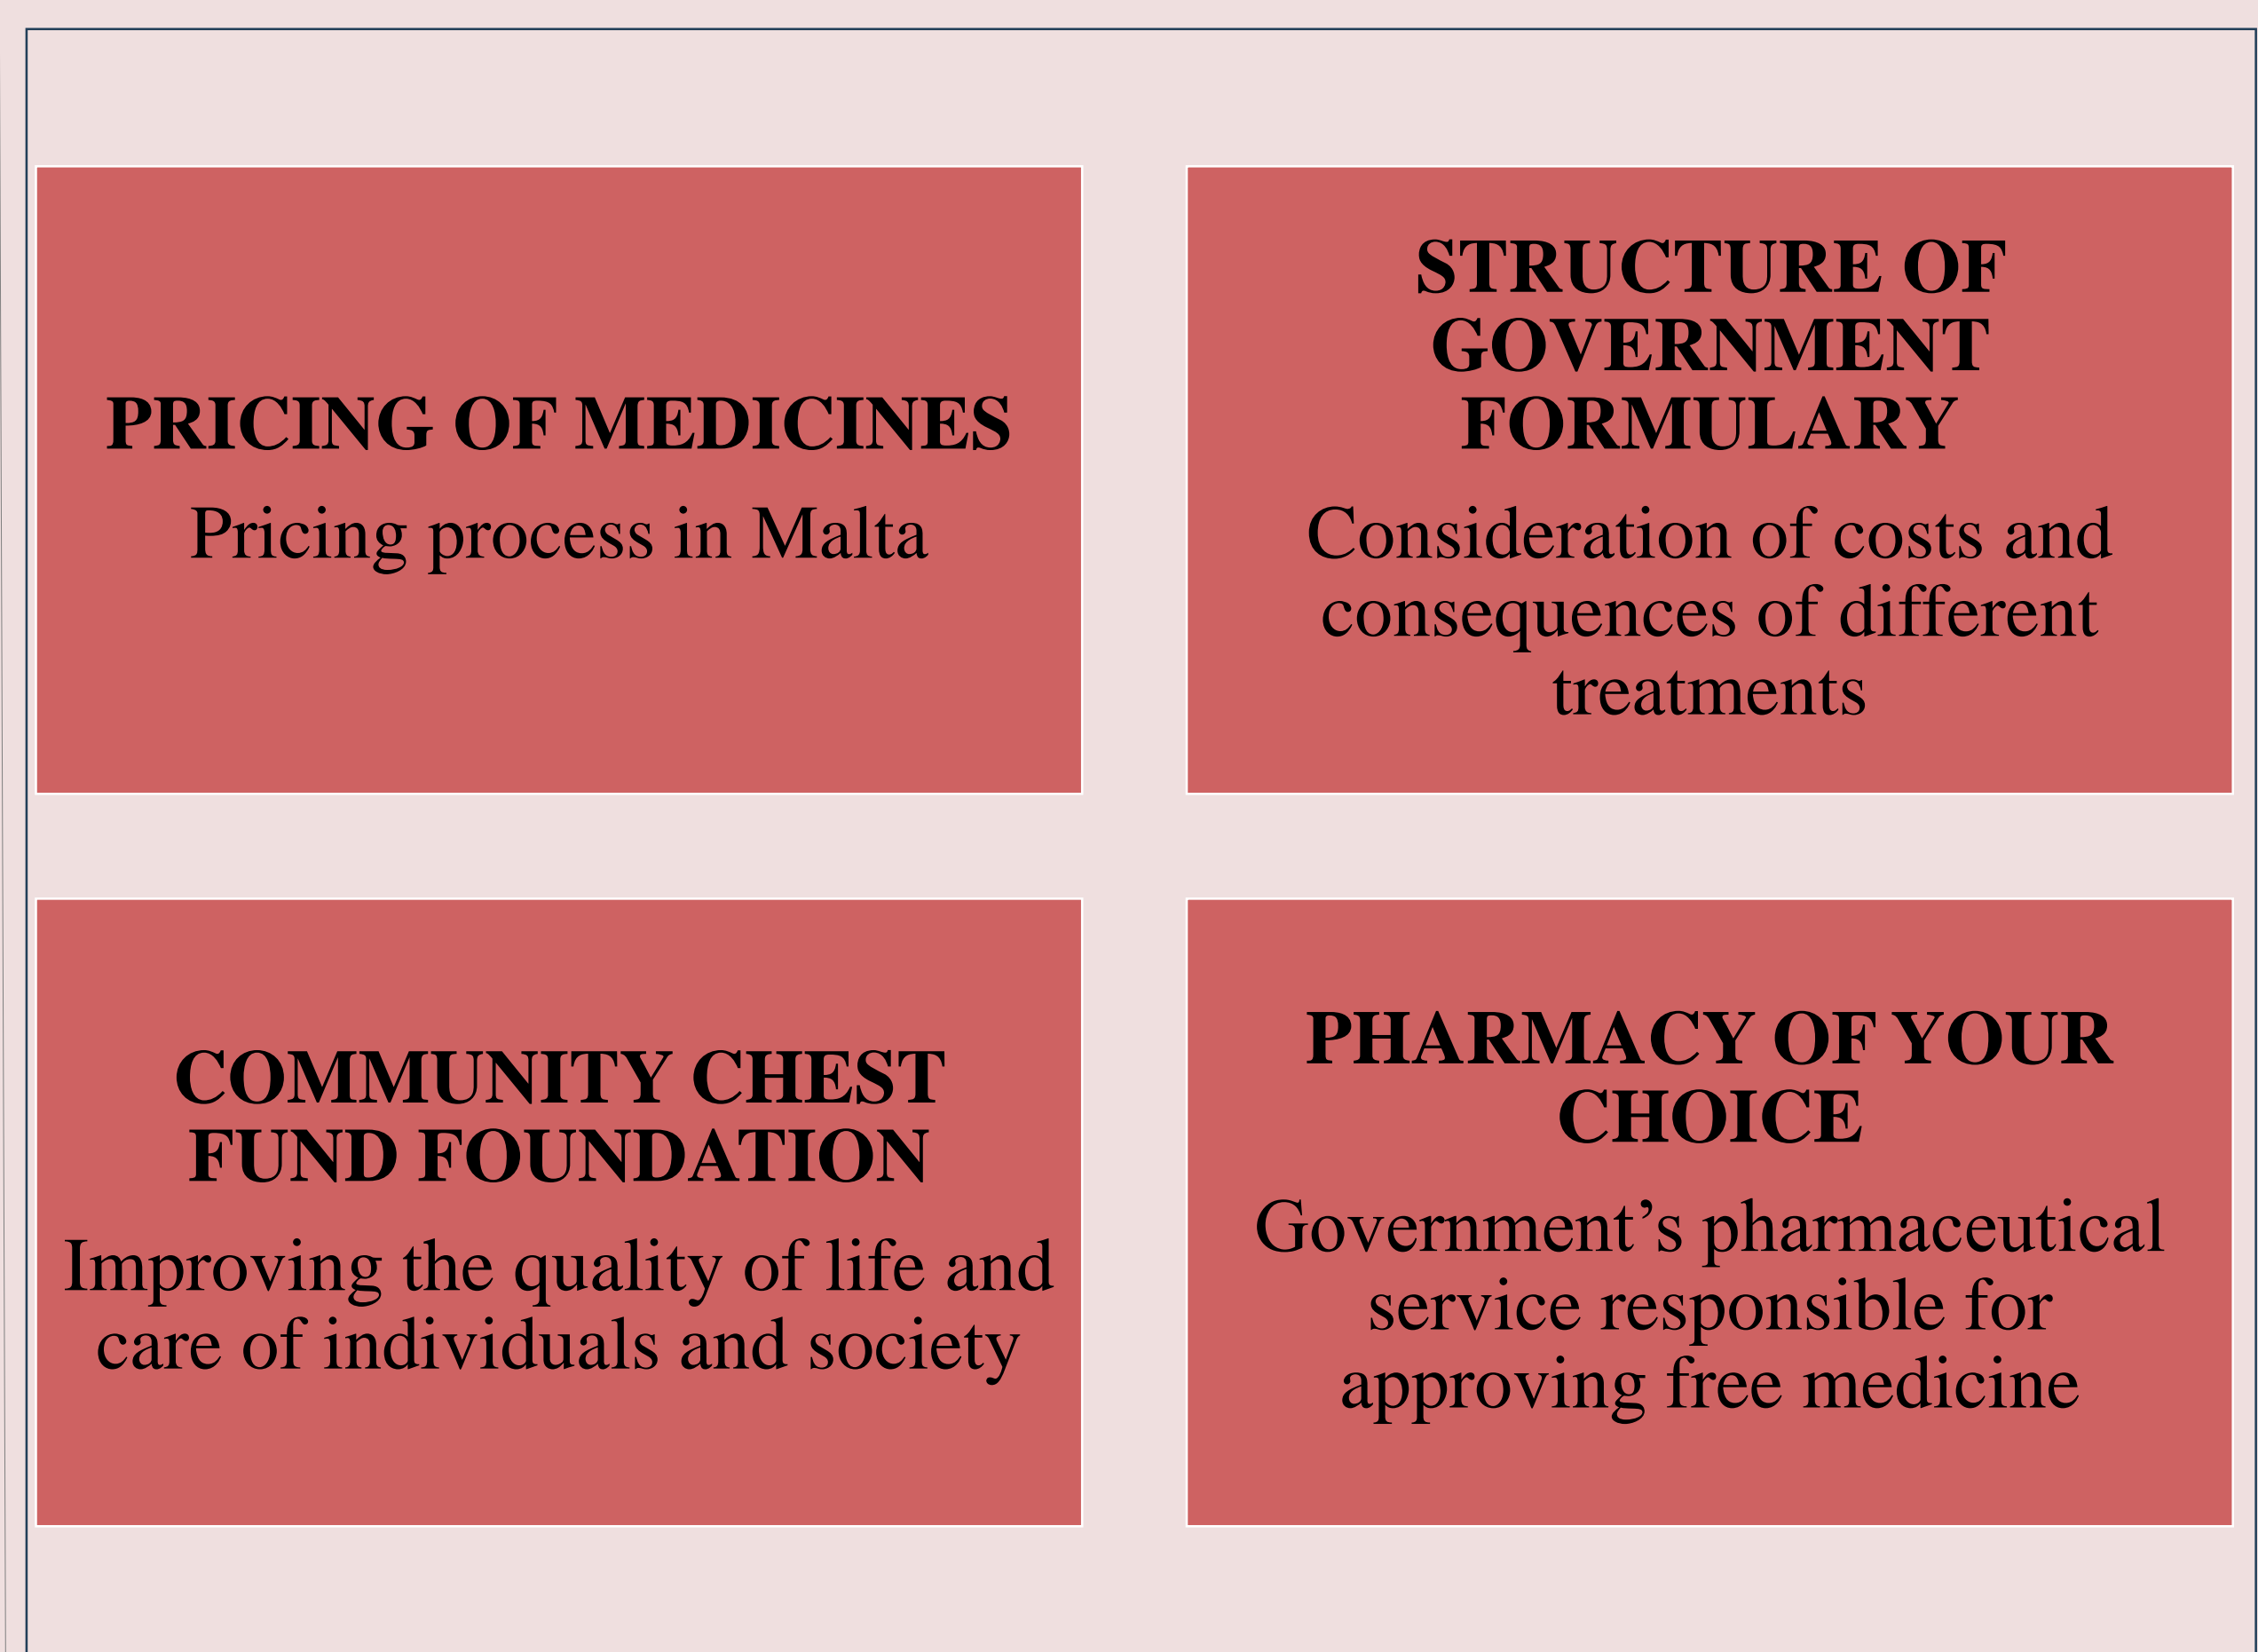 PRICING OF MEDICINES
Pricing process in Malta
STRUCTURE OF
GOVERNMENT
FORMULARY
Consideration of costs and
consequences of different
treatments
COMMUNITY CHEST
FUND FOUNDATION
Improving the quality of life and
care of individuals and society
PHARMACY OF YOUR
CHOICE
Government’s pharmaceutical
service responsible for
approving free medicine